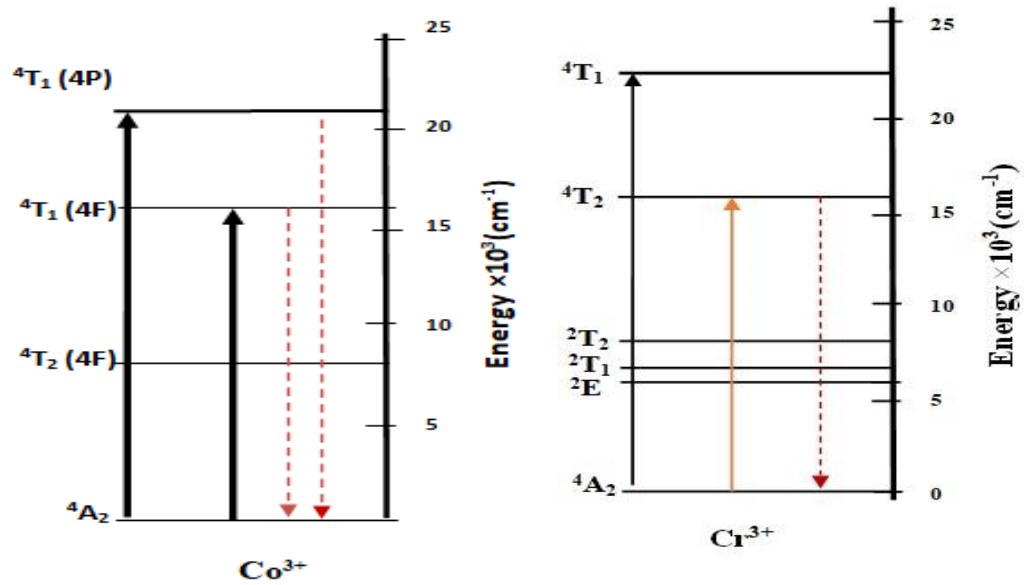 25
⁴T₁ (4P)
20
⁴T₁ (4F)
15
10
⁴T₂ (4F)
5
⁴A₂
Energy ×10³(cm⁻¹)
Co³⁺
25
⁴T₁
20
⁴T₂
15
10
²T₂
²T₁
²E
5
⁴A₂
0
Energy ×10³(cm⁻¹)
Cr³⁺